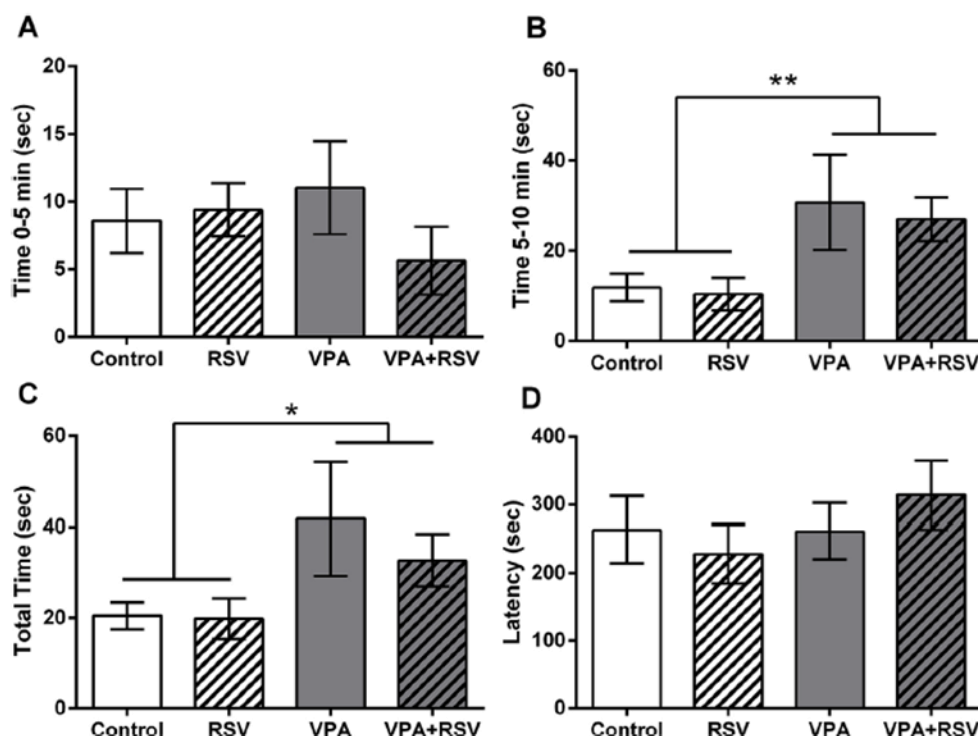 A
Time 0-5 min (sec)
20
15
10
5
0
Control RSV VPA VPA+RSV
B
Time 5-10 min (sec)
60
40
20
0
**
Control RSV VPA VPA+RSV
C
Total Time (sec)
60
40
20
0
*
Control RSV VPA VPA+RSV
D
Latency (sec)
400
300
200
100
0
Control RSV VPA VPA+RSV